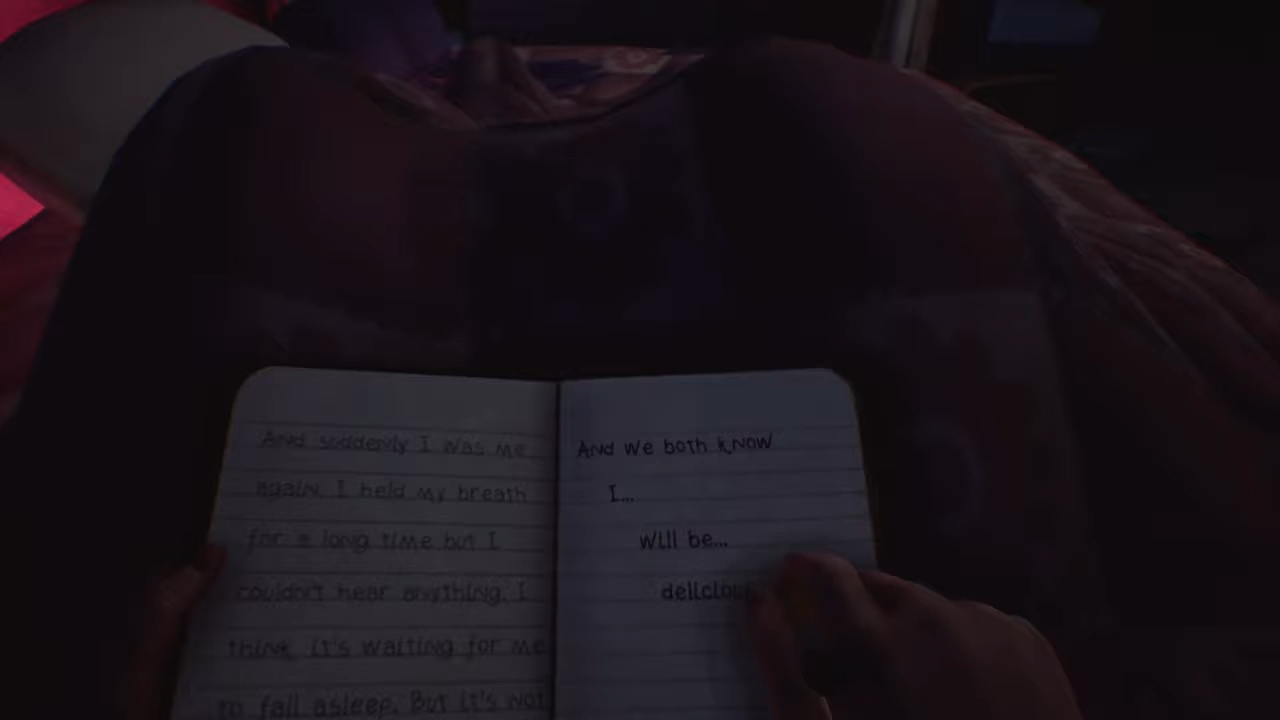 And suddenly I was me
again. I held my breath
for a long time but I
couldn't hear anything. I
think it's waiting for me
to fall asleep. But it's not
And we both know
I...
will be...
delicious